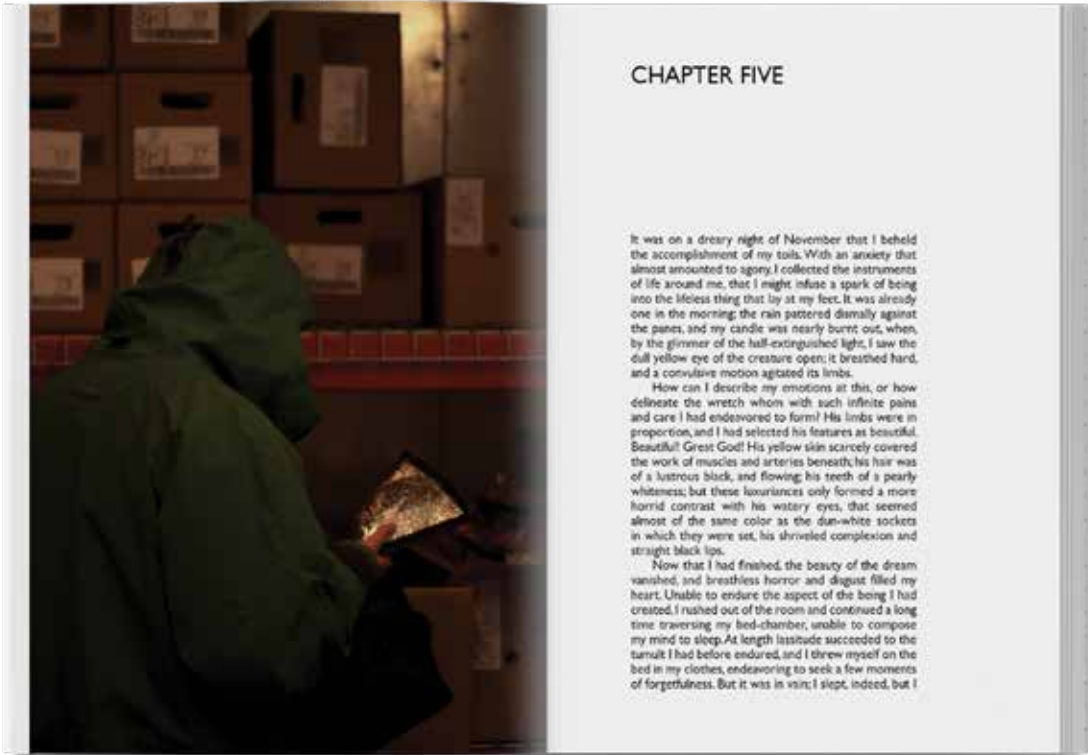 CHAPTER FIVE
It was on a dreary night of November that I beheld
the accomplishment of my toils. With an anxiety that
almost amounted to agony, I collected the instruments
of life around me, that I might infuse a spark of being
into the lifeless thing that lay at my feet. It was already
one in the morning; the rain pattered dismally against
the panes, and my candle was nearly burnt out, when,
by the glimmer of the half-extinguished light, I saw the
dull yellow eye of the creature open; it breathed hard,
and a convulsive motion agitated its limbs.
How can I describe my emotions at this, or how
delineate the wretch whom with such infinite pains
and care I had endeavored to form? His limbs were in
proportion, and I had selected his features as beautiful.
Beautiful! Great God! His yellow skin scarcely covered
the work of muscles and arteries beneath; his hair was
of a lustrous black, and flowing; his teeth of a pearly
whiteness; but these luxuriances only formed a more
horrid contrast with his watery eyes, that seemed
almost of the same color as the dun-white sockets
in which they were set, his shriveled complexion and
straight black lips.
Now that I had finished, the beauty of the dream
vanished, and breathless horror and disgust filled my
heart. Unable to endure the aspect of the being I had
created, I rushed out of the room and continued a long
time traversing my bed-chamber, unable to compose
my mind to sleep. At length lassitude succeeded to the
tumult I had before endured, and I threw myself on the
bed in my clothes, endeavoring to seek a few moments
of forgetfulness. But it was in vain; I slept, indeed, but I